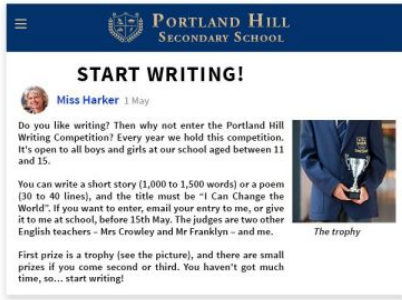 PORTLAND HILL
SECONDARY SCHOOL
START WRITING!
Miss Harker 1 May
Do you like writing? Then why not enter the Portland Hill
Writing Competition? Every year we hold this competition.
It's open to all boys and girls at our school aged between 11
and 15.
You can write a short story (1,000 to 1,500 words) or a poem
(30 to 40 lines), and the title must be “I Can Change the
World”. If you want to enter, email your entry to me, or give
it to me at school, before 15th May. The judges are two other
English teachers – Mrs Crowley and Mr Franklyn – and me.
The trophy
First prize is a trophy (see the picture), and there are small
prizes if you come second or third. You haven't got much
time, so... start writing!